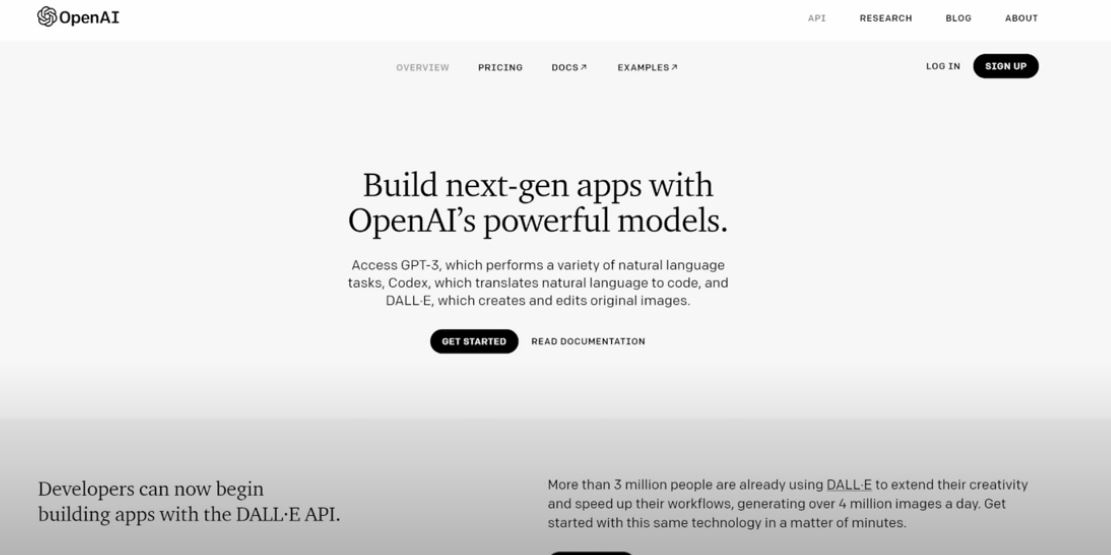 OpenAI
API RESEARCH BLOG ABOUT
OVERVIEW PRICING DOCS↗ EXAMPLES↗ LOG IN SIGN UP
Build next-gen apps with
OpenAI’s powerful models.
Access GPT-3, which performs a variety of natural language
tasks, Codex, which translates natural language to code, and
DALL·E, which creates and edits original images.
GET STARTED READ DOCUMENTATION
Developers can now begin
building apps with the DALL·E API.
More than 3 million people are already using DALL·E to extend their creativity
and speed up their workflows, generating over 4 million images a day. Get
started with this same technology in a matter of minutes.